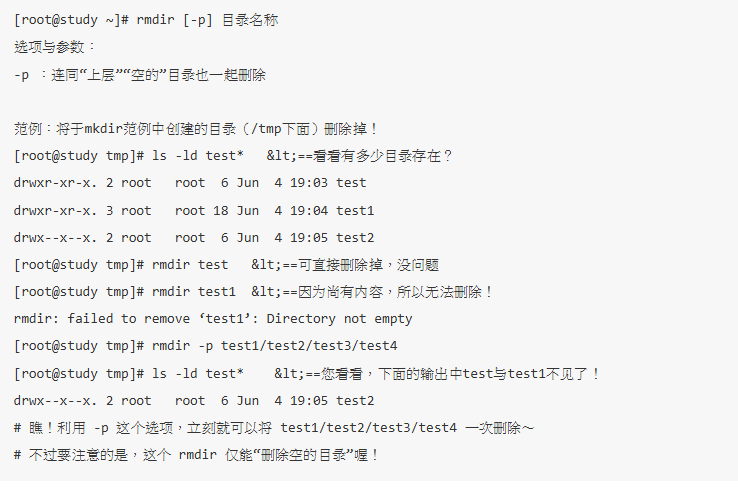 [root@study ~]# rmdir [-p] 目录名称
选项与参数：
-p ：连同“上层”“空的”目录也一起删除
范例：将于mkdir范例中创建的目录（/tmp下面）删除掉！
[root@study tmp]# ls -ld test*   &lt;==看看有多少目录存在？
drwxr-xr-x. 2 root   root  6 Jun  4 19:03 test
drwxr-xr-x. 3 root   root 18 Jun  4 19:04 test1
drwx--x--x. 2 root   root  6 Jun  4 19:05 test2
[root@study tmp]# rmdir test   &lt;==可直接删除掉，没问题
[root@study tmp]# rmdir test1  &lt;==因为尚有内容，所以无法删除！
rmdir: failed to remove ‘test1’: Directory not empty
[root@study tmp]# rmdir -p test1/test2/test3/test4
[root@study tmp]# ls -ld test*    &lt;==您看看，下面的输出中test与test1不见了！
drwx--x--x. 2 root   root  6 Jun  4 19:05 test2
# 瞧！利用 -p 这个选项，立刻就可以将 test1/test2/test3/test4 一次删除～
# 不过要注意的是，这个 rmdir 仅能“删除空的目录”喔！